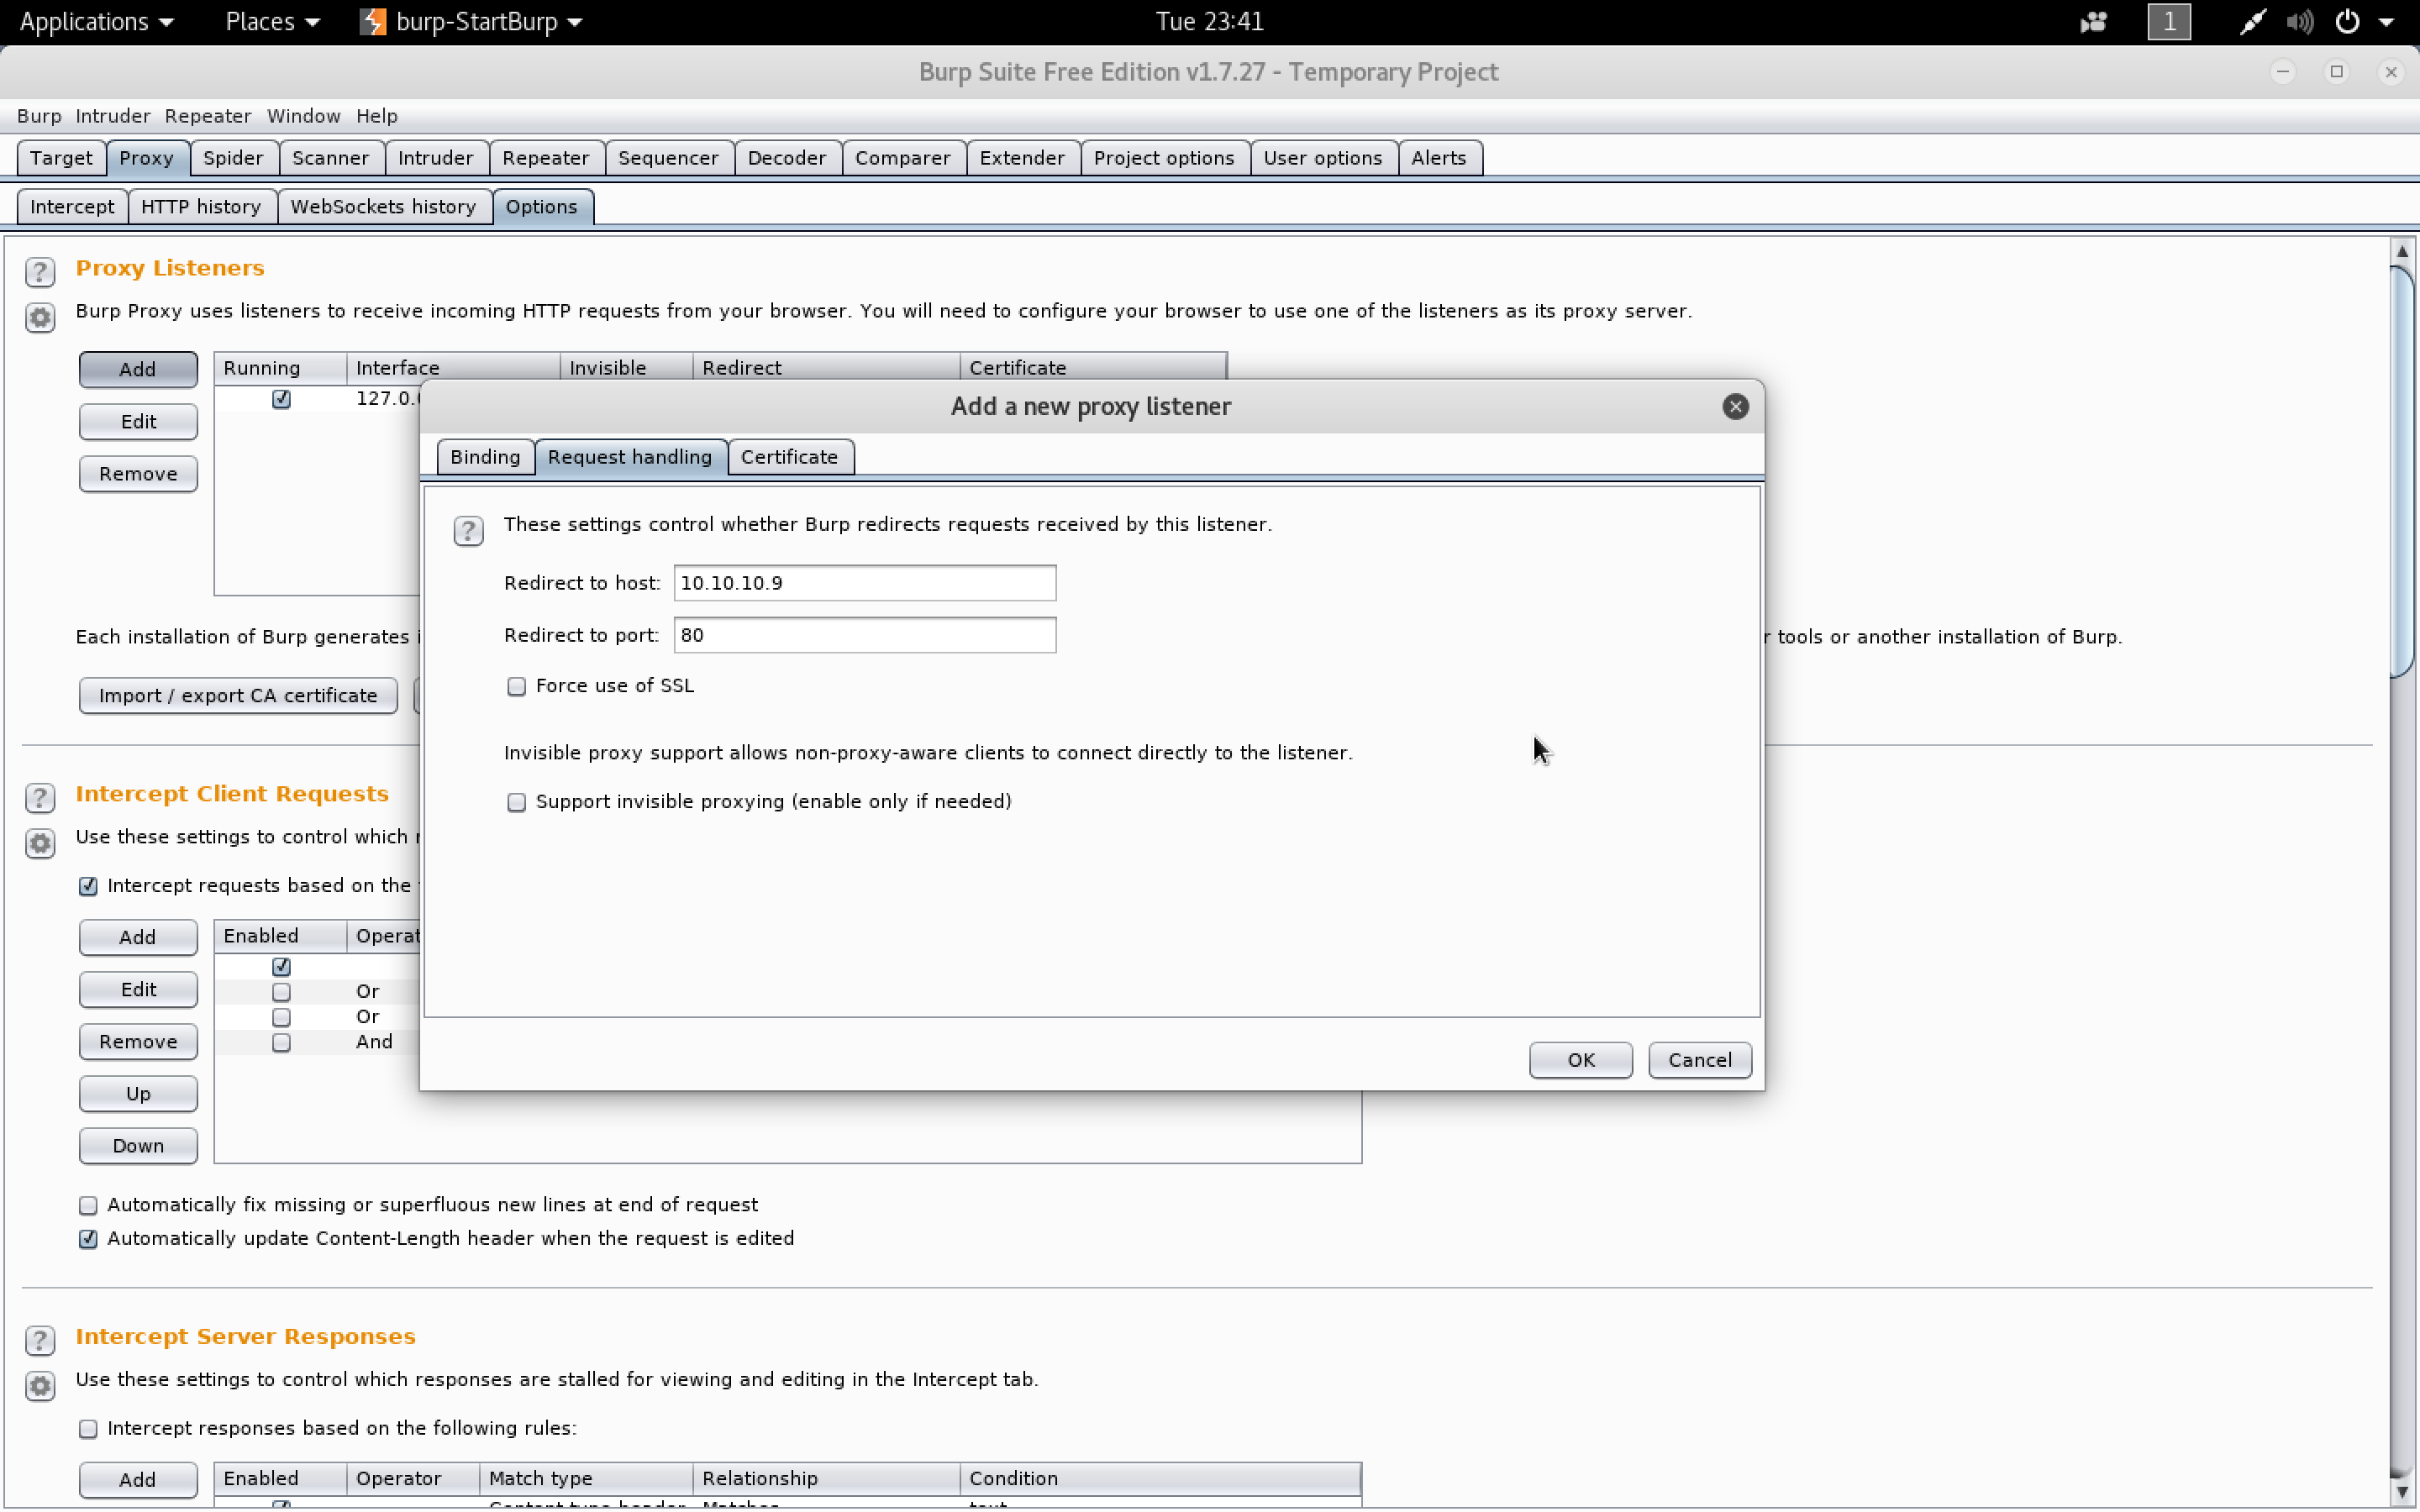 Applications Places burp-StartBurp Tue 23:41 1
Burp Suite Free Edition v1.7.27 - Temporary Project
Burp Intruder Repeater Window Help
Target Proxy Spider Scanner Intruder Repeater Sequencer Decoder Comparer Extender Project options User options Alerts
Intercept HTTP history WebSockets history Options
? Proxy Listeners
Burp Proxy uses listeners to receive incoming HTTP requests from your browser. You will need to configure your browser to use one of the listeners as its proxy server.
Add Running Interface Invisible Redirect Certificate
127.0.
Edit
Remove
Add a new proxy listener
Binding Request handling Certificate
? These settings control whether Burp redirects requests received by this listener.
Redirect to host: 10.10.10.9
Redirect to port: 80
Force use of SSL
Invisible proxy support allows non-proxy-aware clients to connect directly to the listener.
Support invisible proxying (enable only if needed)
OK Cancel
Each installation of Burp generates
tools or another installation of Burp.
Import / export CA certificate
? Intercept Client Requests
Use these settings to control which
Intercept requests based on the
Add Enabled Operat
Edit Or
Or
Remove And
Up
Down
Automatically fix missing or superfluous new lines at end of request
Automatically update Content-Length header when the request is edited
? Intercept Server Responses
Use these settings to control which responses are stalled for viewing and editing in the Intercept tab.
Intercept responses based on the following rules:
Add Enabled Operator Match type Relationship Condition